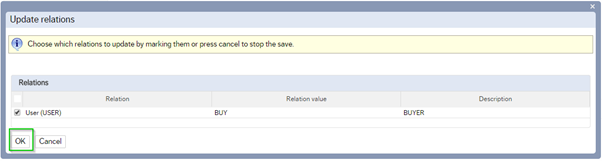 Update relations
Choose which relations to update by marking them or press cancel to stop the save.
Relations
Relation Relation value Description
User (USER) BUY BUYER
OK Cancel